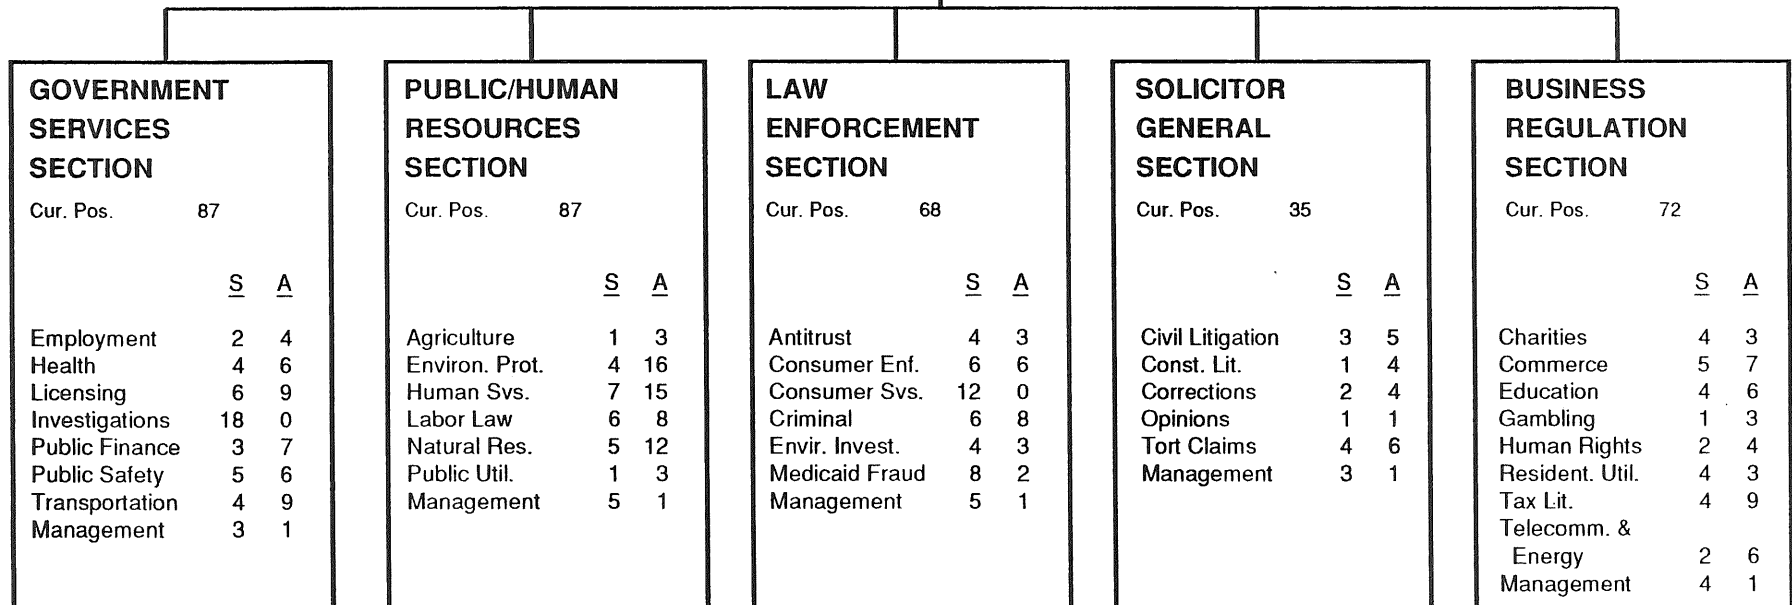 GOVERNMENT
SERVICES
SECTION
Cur. Pos. 87
S A
Employment 2 4
Health 4 6
Licensing 6 9
Investigations 18 0
Public Finance 3 7
Public Safety 5 6
Transportation 4 9
Management 3 1
PUBLIC/HUMAN
RESOURCES
SECTION
Cur. Pos. 87
S A
Agriculture 1 3
Environ. Prot. 4 16
Human Svs. 7 15
Labor Law 6 8
Natural Res. 5 12
Public Util. 1 3
Management 5 1
LAW
ENFORCEMENT
SECTION
Cur. Pos. 68
S A
Antitrust 4 3
Consumer Enf. 6 6
Consumer Svs. 12 0
Criminal 6 8
Envir. Invest. 4 3
Medicaid Fraud 8 2
Management 5 1
SOLICITOR
GENERAL
SECTION
Cur. Pos. 35
S A
Civil Litigation 3 5
Const. Lit. 1 4
Corrections 2 4
Opinions 1 1
Tort Claims 4 6
Management 3 1
BUSINESS
REGULATION
SECTION
Cur. Pos. 72
S A
Charities 4 3
Commerce 5 7
Education 4 6
Gambling 1 3
Human Rights 2 4
Resident. Util. 4 3
Tax Lit. 4 9
Telecomm. &
Energy 2 6
Management 4 1